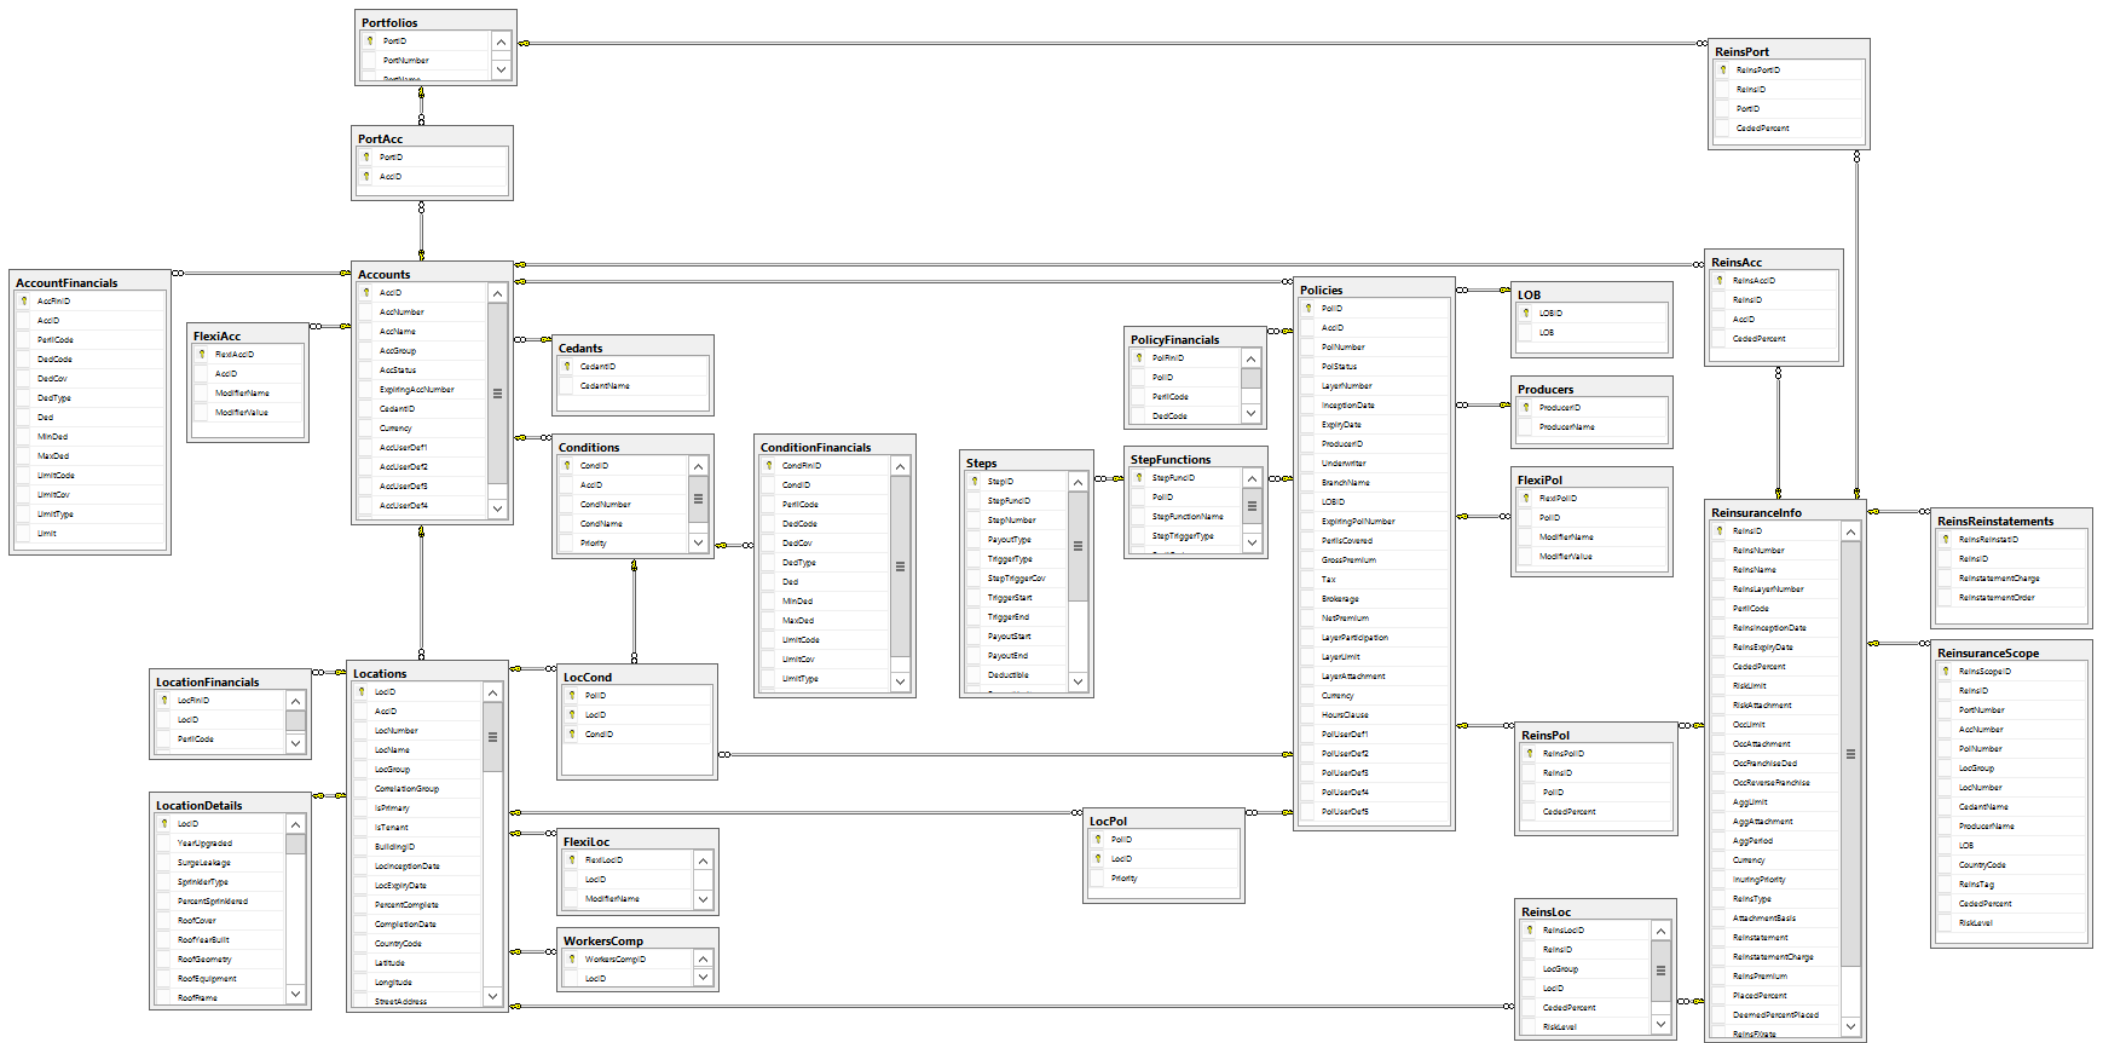 Portfolios
PortID
PortNumber
PortName
ReinsPort
ReinsPortID
ReinsID
PortID
CededPercent
PortAcc
PortID
AccID
AccountFinancials
AccFinID
AccID
PerilCode
DedCode
DedCov
DedType
Ded
MinDed
MaxDed
LimitCode
LimitCov
LimitType
Limit
FlexiAcc
FlexiAccID
AccID
ModifierName
ModifierValue
Accounts
AccID
AccNumber
AccName
AccGroup
AccStatus
ExpiringAccNumber
CedantID
Currency
AccUserDef1
AccUserDef2
AccUserDef3
AccUserDef4
Cedants
CedantID
CedantName
Conditions
CondID
AccID
CondNumber
CondName
Priority
ConditionFinancials
CondFinID
CondID
PerilCode
DedCode
DedCov
DedType
Ded
MinDed
MaxDed
LimitCode
LimitCov
LimitType
Steps
StepID
StepFuncID
StepNumber
PayoutType
TriggerType
StepTriggerCov
TriggerStart
TriggerEnd
PayoutStart
PayoutEnd
Deductible
PolicyFinancials
PolFinID
PolID
PerilCode
DedCode
StepFunctions
StepFuncID
PolID
StepFunctionName
StepTriggerType
Policies
PolID
AccID
PolNumber
PolStatus
LayerNumber
InceptionDate
ExpiryDate
ProducerID
Underwriter
BranchName
LOBID
ExpiringPolNumber
PerilsCovered
GrossPremium
Tax
Brokerage
NetPremium
LayerParticipation
LayerLimit
LayerAttachment
Currency
HoursClause
PolUserDef1
PolUserDef2
PolUserDef3
PolUserDef4
PolUserDef5
LOB
LOBID
LOB
Producers
ProducerID
ProducerName
FlexiPol
FlexiPolID
PolID
ModifierName
ModifierValue
ReinsAcc
ReinsAccID
ReinsID
AccID
CededPercent
ReinsuranceInfo
ReinsID
ReinsNumber
ReinsName
ReinsLayerNumber
PerilCode
ReinsInceptionDate
ReinsExpiryDate
CededPercent
RiskLimit
RiskAttachment
OccLimit
OccAttachment
OccFranchiseDed
OccReverseFranchise
AggLimit
AggAttachment
AggPeriod
Currency
InuringPriority
ReinsType
AttachmentBasis
Reinstatement
ReinstatementCharge
ReinsPremium
PlacedPercent
DeemedPercentPlaced
ReinsFXrate
ReinsReinstatements
ReinsReinstatID
ReinsID
ReinstatementCharge
ReinstatementOrder
ReinsuranceScope
ReinsScopeID
ReinsID
PortNumber
AccNumber
PolNumber
LocGroup
LocNumber
CedantName
ProducerName
LOB
CountryCode
ReinsTag
CededPercent
RiskLevel
LocationFinancials
LocFinID
LocID
PerilCode
LocationDetails
LocID
YearUpgraded
SurgeLeakage
SprinklerType
PercentSprinklered
RoofCover
RoofYearBuilt
RoofGeometry
RoofEquipment
RoofFrame
Locations
LocID
AccID
LocNumber
LocName
LocGroup
CorrelationGroup
IsPrimary
IsTenant
BuildingID
LocInceptionDate
LocExpiryDate
PercentComplete
CompletionDate
CountryCode
Latitude
Longitude
StreetAddress
LocCond
PolID
LocID
CondID
FlexiLoc
FlexiLocID
LocID
ModifierName
WorkersComp
WorkersCompID
LocID
LocPol
PolID
LocID
Priority
ReinsPol
ReinsPolID
ReinsID
PolID
CededPercent
ReinsLoc
ReinsLocID
ReinsID
LocGroup
LocID
CededPercent
RiskLevel